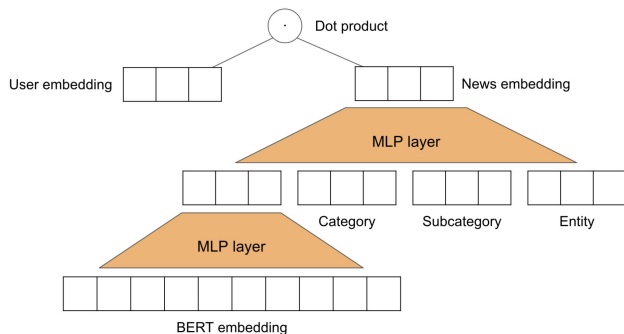 Dot product
User embedding
News embedding
MLP layer
Category
Subcategory
Entity
MLP layer
BERT embedding